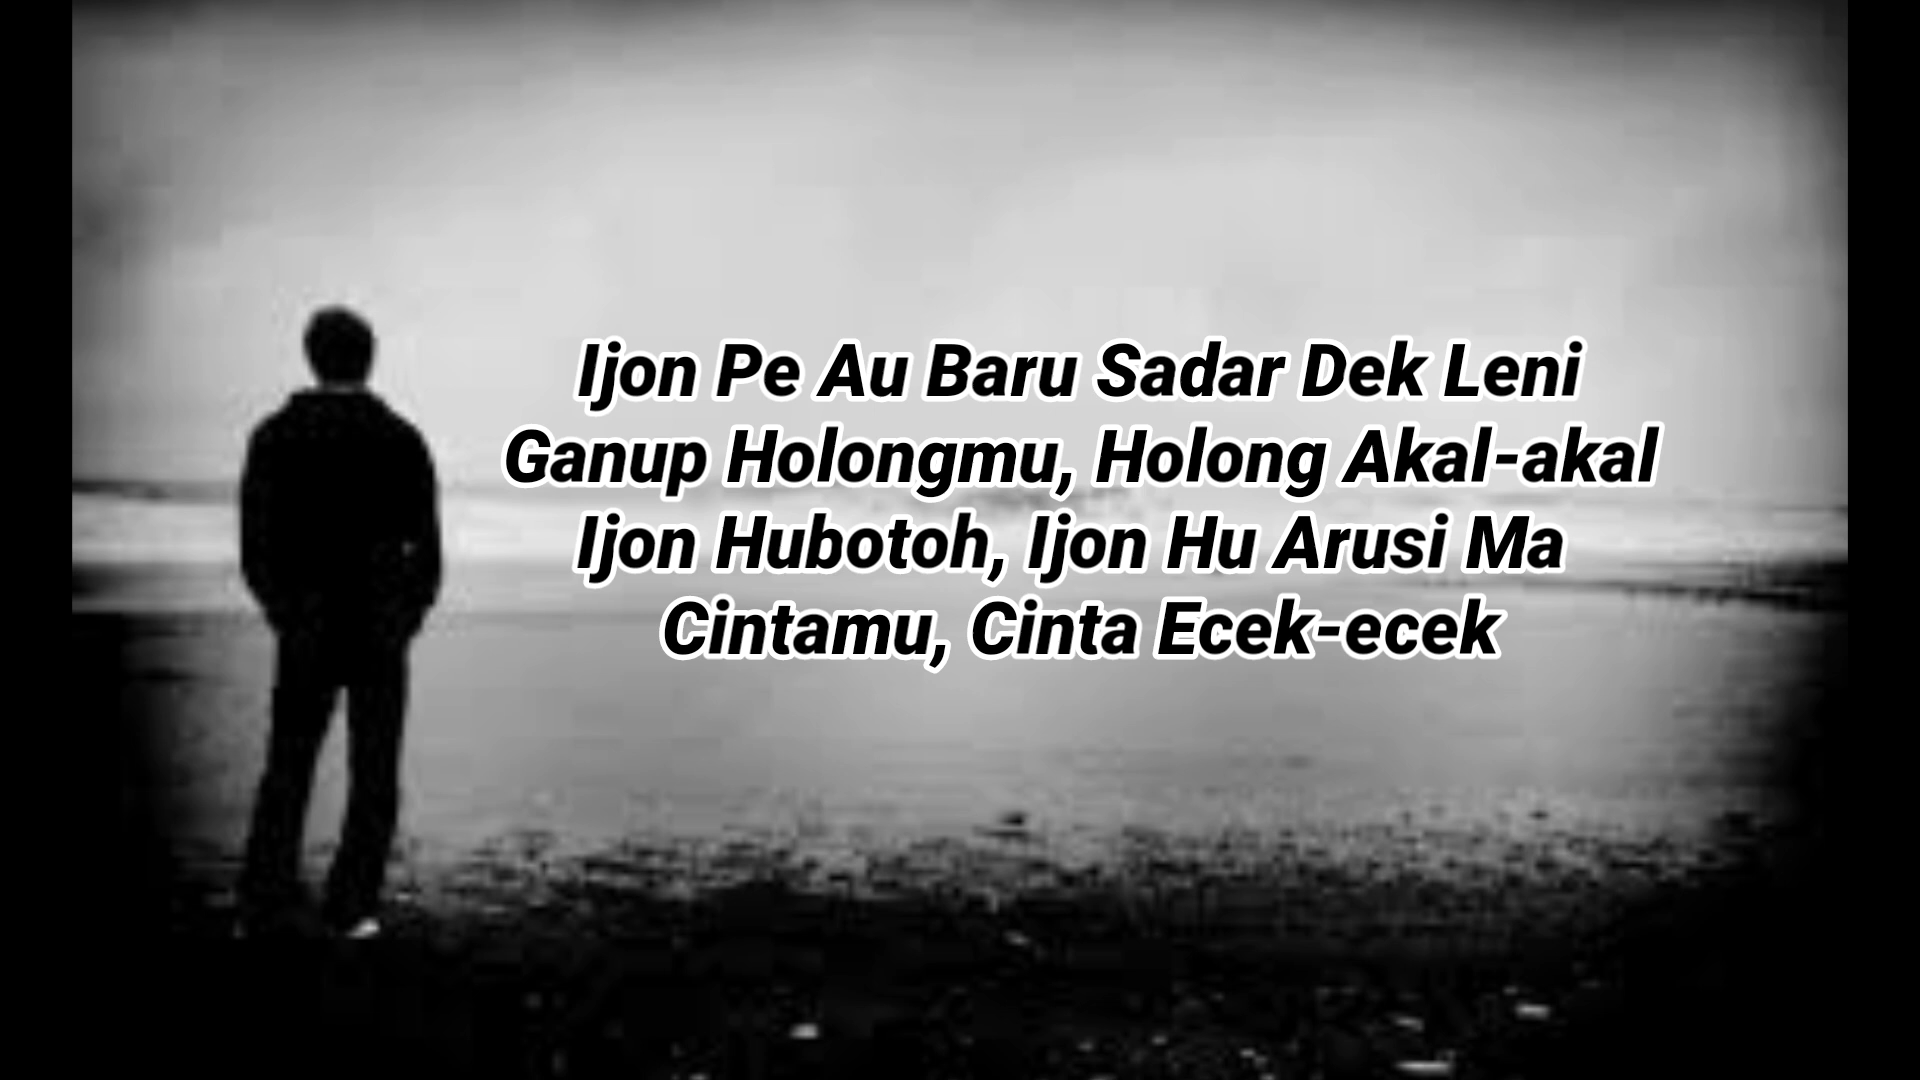 Ijon Pe Au Baru Sadar Dek Leni
Ganup Holongmu, Holong Akal-akal
Ijon Hubotoh, Ijon Hu Arusi Ma
Cintamu, Cinta Ecek-ecek